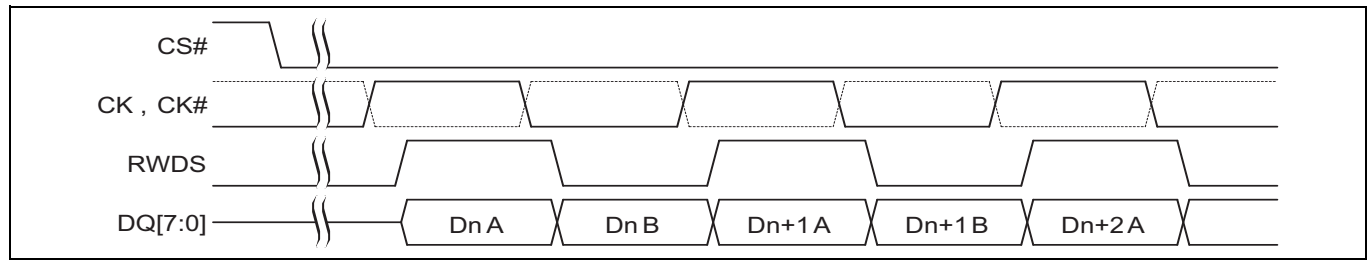 CS#
CK , CK#
RWDS
DQ[7:0]
Dn A Dn B Dn+1 A Dn+1 B Dn+2 A